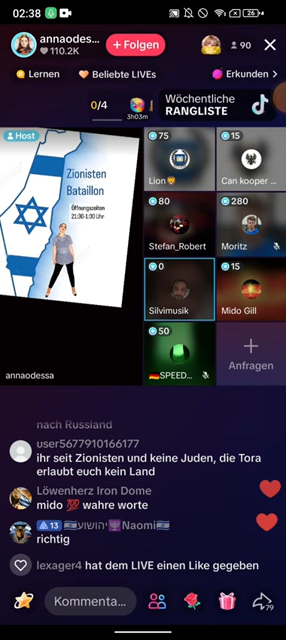 02:38
26
annaodes...
110.2K
+ Folgen
90
Lernen
Beliebte LIVEs
Erkunden
0/4
3h03m
Wöchentliche
RANGLISTE
Host
Zionisten
Bataillon
Öffnungszeiten
21:30-1:30 Uhr
annaodessa
75
Lion🦁
15
Can kooper ...
80
Stefan_Robert
280
Moritz
0
Silvimusik
15
Mido Gill
50
🇩🇪SPEED...
+
Anfragen
nach Russland
user5677910166177
ihr seit Zionisten und keine Juden, die Tora
erlaubt euch kein Land
Löwenherz Iron Dome
mido 💯 wahre worte
13 🇮🇱יהושוע🕎Naomi🇮🇱
richtig
lexager4 hat dem LIVE einen Like gegeben
Kommenta...
79